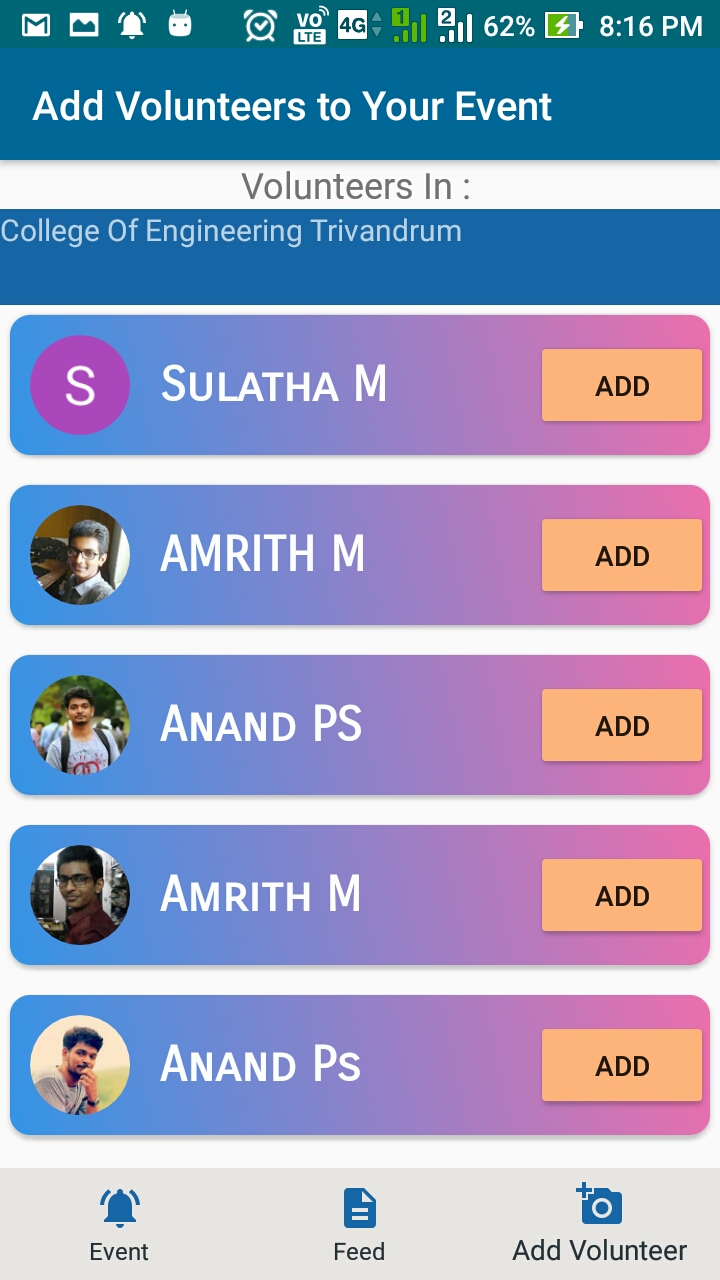 VO LTE 4G 1 2 62% 8:16 PM
Add Volunteers to Your Event
Volunteers In :
College Of Engineering Trivandrum
S Sulatha M ADD
AMRITH M ADD
Anand PS ADD
Amrith M ADD
Anand Ps ADD
Event Feed Add Volunteer